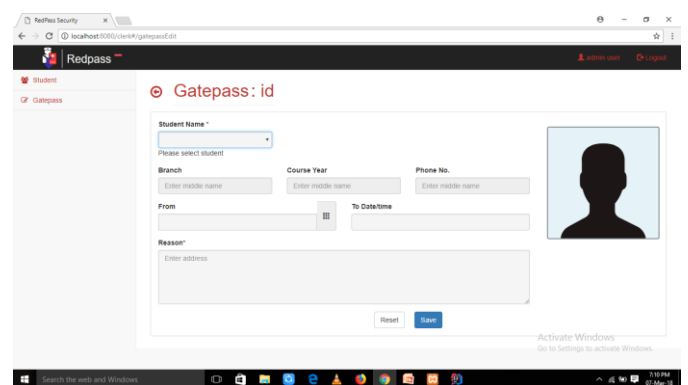 RedPass Security
localhost:8080/clerk#/gatepassEdit
Redpass
admin user Logout
Student
Gatepass
Gatepass: id
Student Name *
Please select student
Branch Course Year Phone No.
Enter middle name Enter middle name Enter middle name
From To Date/time
Reason*
Enter address
Reset Save
Activate Windows
Go to Settings to activate Windows.
Search the web and Windows
7:10 PM
07-Mar-18